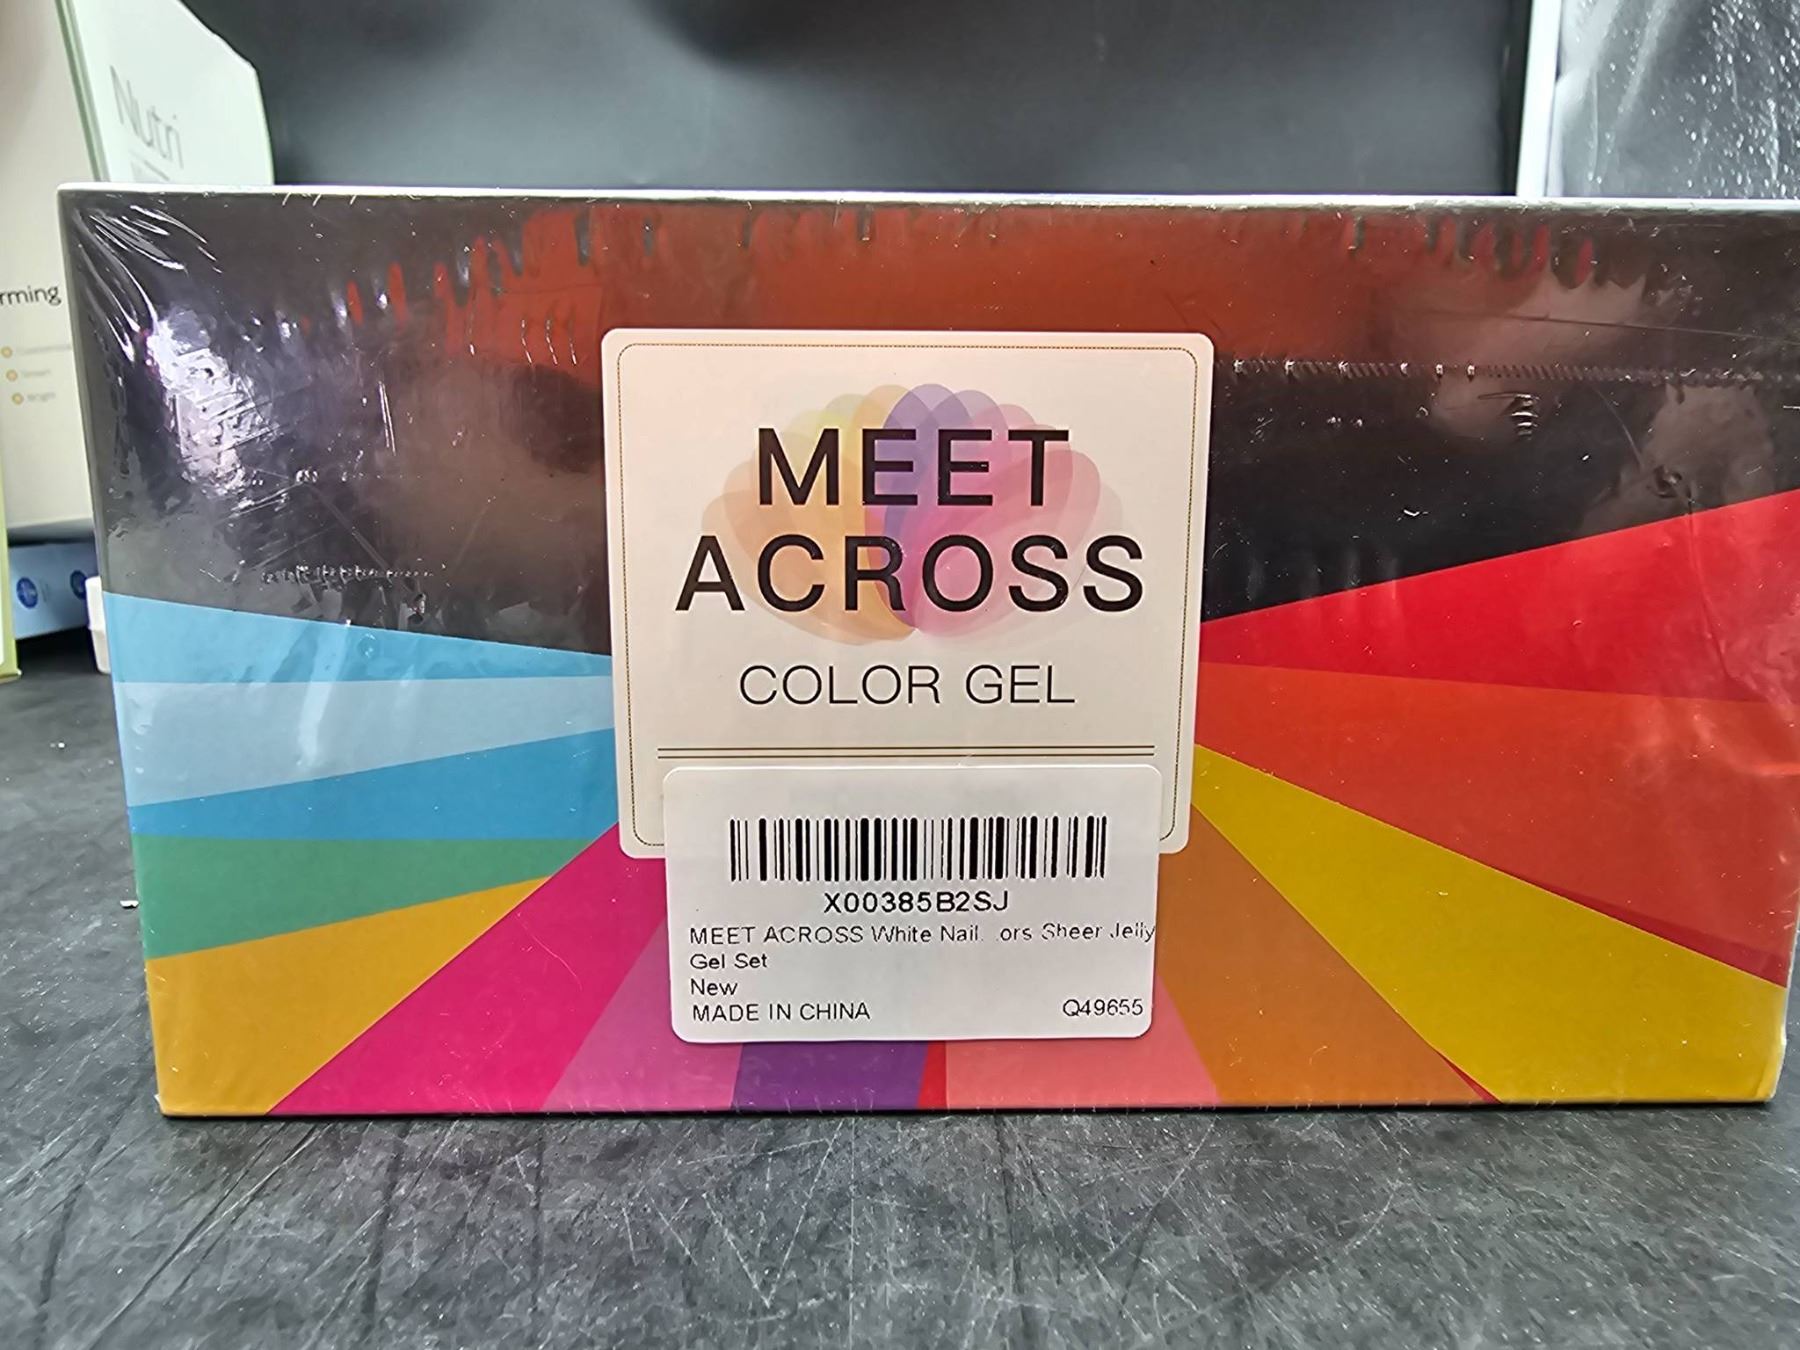 Nutri
rming
MEET
ACROSS
COLOR GEL
X00385B2SJ
MEET ACROSS White Nail. .ors Sheer Jelly
Gel Set
New
MADE IN CHINA Q49655